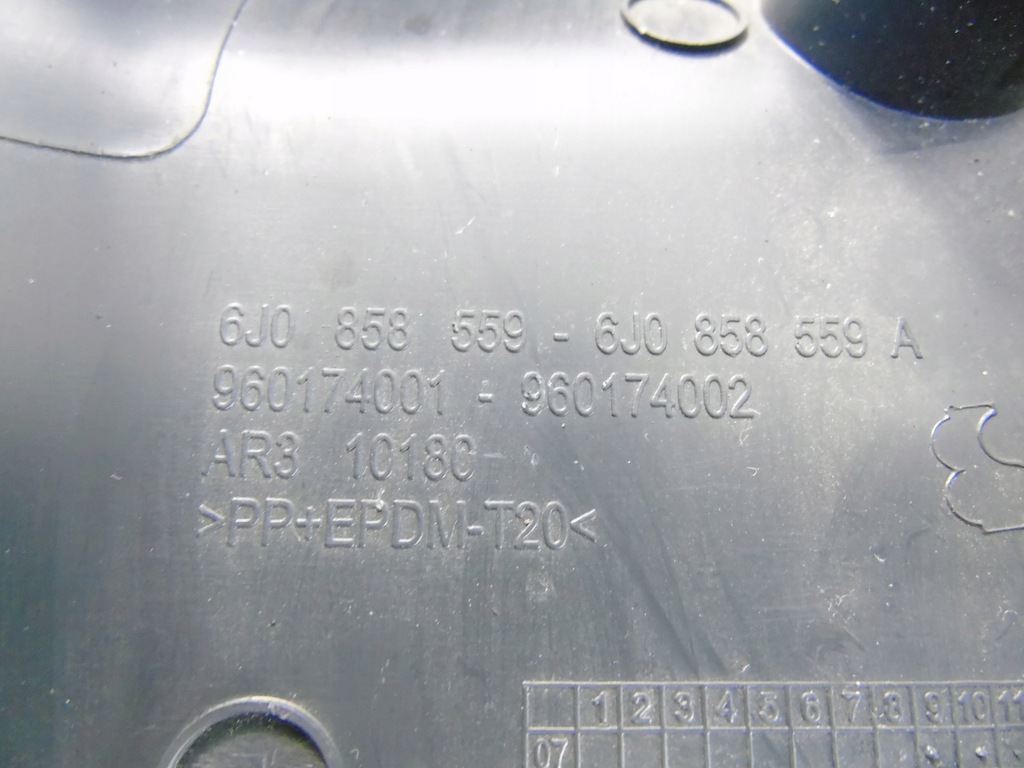 6J0 858 559 - 6J0 858 559 A
960174001 - 960174002
AR3 10180
>PP+EPDM-T20<
1 2 3 4 5 6 7 8 9 10 11
07